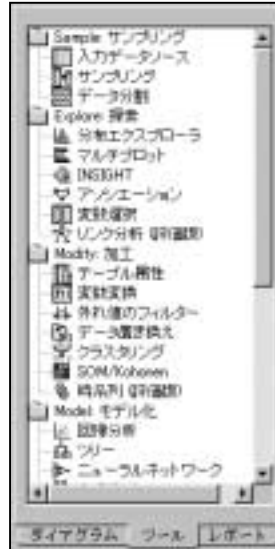 Sample サンプリング
入力データソース
サンプリング
データ分割
Explore 探索
分布エクスプローラ
マルチプロット
INSIGHT
アソシエーション
変数選択
リンク分析
Modify: 加工
テーブル属性
変数変換
外れ値のフィルター
データ置き換え
クラスタリング
SOM/Kohonen
時系列
Model: モデル化
回帰分析
ツリー
ニューラルネットワーク
ダイアグラム ツール レポート